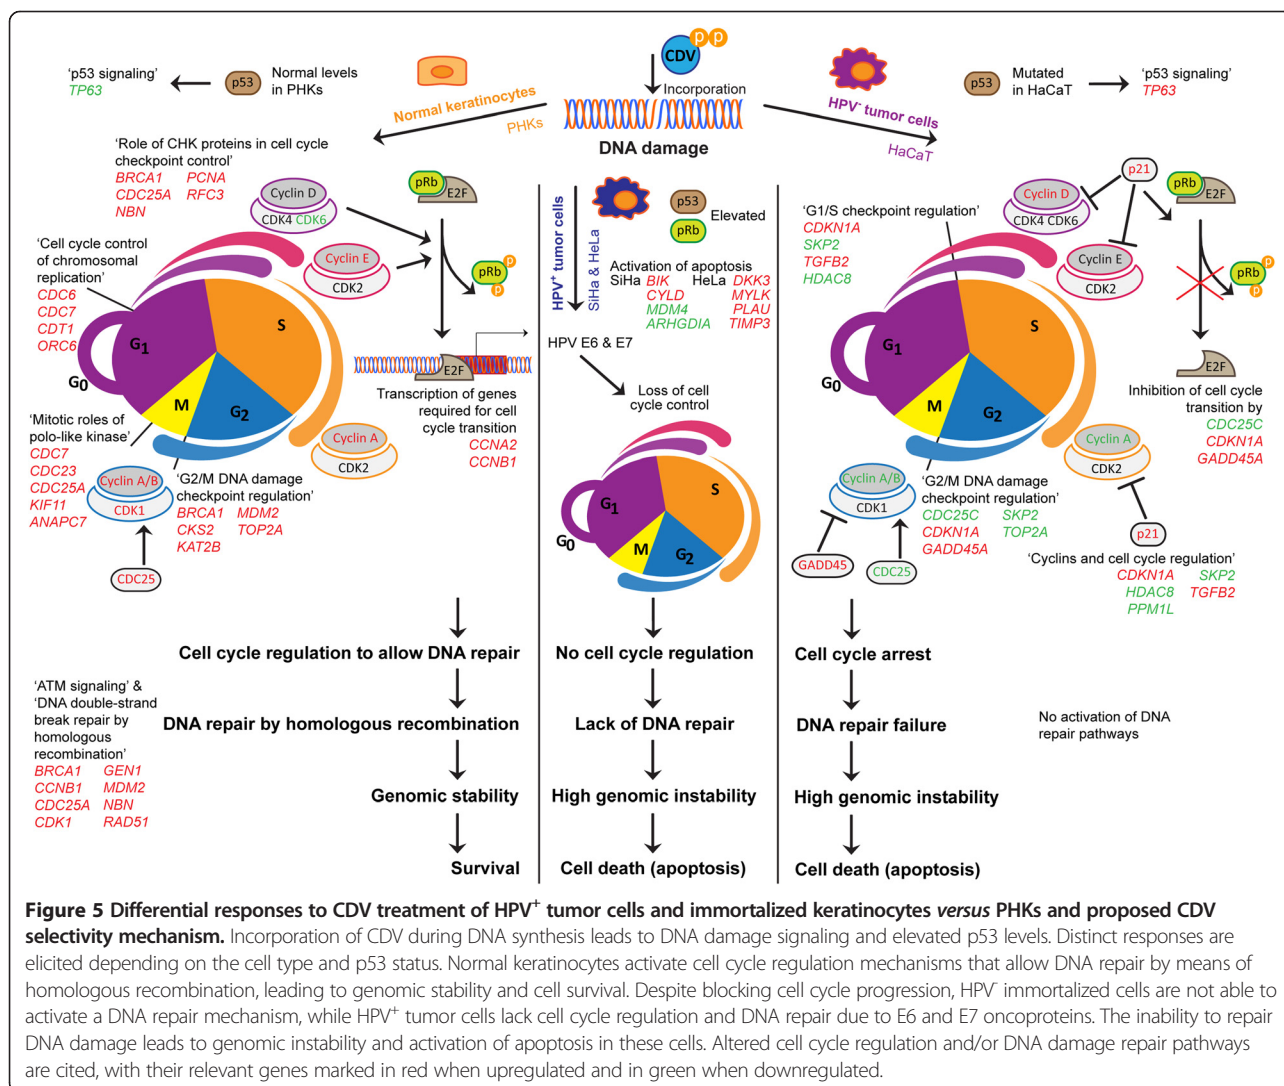 CDV
p p
Incorporation
DNA damage
'p53 signaling'
TP63
p53
Normal levels
in PHKs
Normal keratinocytes
PHKs
HPV- tumor cells
HaCaT
p53
Mutated
in HaCaT
'p53 signaling'
TP63
'Role of CHK proteins in cell cycle
checkpoint control'
BRCA1 PCNA
CDC25A RFC3
NBN
Cyclin D
CDK4 CDK6
pRb
E2F
Cyclin E
CDK2
pRb
p
p
'Cell cycle control
of chromosomal
replication'
CDC6
CDC7
CDT1
ORC6
G1
S
G0
M
G2
E2F
Transcription of genes
required for cell
cycle transition
CCNA2
CCNB1
'Mitotic roles of
polo-like kinase'
CDC7
CDC23
CDC25A
KIF11
ANAPC7
Cyclin A/B
CDK1
CDC25
'G2/M DNA damage
checkpoint regulation'
BRCA1 MDM2
CKS2 TOP2A
KAT2B
Cyclin A
CDK2
Cell cycle regulation to allow DNA repair
DNA repair by homologous recombination
Genomic stability
Survival
'ATM signaling' &
'DNA double-strand
break repair by
homologous
recombination'
BRCA1 GEN1
CCNB1 MDM2
CDC25A NBN
CDK1 RAD51
HPV+ tumor cells
SiHa & HeLa
p53
pRb
Elevated
Activation of apoptosis
SiHa BIK HeLa DKK3
CYLD MYLK
MDM4 PLAU
ARHGDIA TIMP3
HPV E6 & E7
Loss of cell
cycle control
G1
S
G0
M
G2
No cell cycle regulation
Lack of DNA repair
High genomic instability
Cell death (apoptosis)
'G1/S checkpoint regulation'
CDKN1A
SKP2
TGFB2
HDAC8
Cyclin D
CDK4 CDK6
p21
pRb
E2F
Cyclin E
CDK2
pRb
p
p
E2F
Inhibition of cell cycle
transition by
CDC25C
CDKN1A
GADD45A
G1
S
G0
M
G2
Cyclin A
CDK2
p21
Cyclin A/B
CDK1
GADD45
CDC25
'G2/M DNA damage
checkpoint regulation'
CDC25C SKP2
CDKN1A TOP2A
GADD45A
'Cyclins and cell cycle regulation'
CDKN1A SKP2
HDAC8 TGFB2
PPM1L
Cell cycle arrest
DNA repair failure
High genomic instability
Cell death (apoptosis)
No activation of DNA
repair pathways
Figure 5 Differential responses to CDV treatment of HPV+ tumor cells and immortalized keratinocytes versus PHKs and proposed CDV
selectivity mechanism. Incorporation of CDV during DNA synthesis leads to DNA damage signaling and elevated p53 levels. Distinct responses are
elicited depending on the cell type and p53 status. Normal keratinocytes activate cell cycle regulation mechanisms that allow DNA repair by means of
homologous recombination, leading to genomic stability and cell survival. Despite blocking cell cycle progression, HPV- immortalized cells are not able to
activate a DNA repair mechanism, while HPV+ tumor cells lack cell cycle regulation and DNA repair due to E6 and E7 oncoproteins. The inability to repair
DNA damage leads to genomic instability and activation of apoptosis in these cells. Altered cell cycle regulation and/or DNA damage repair pathways
are cited, with their relevant genes marked in red when upregulated and in green when downregulated.